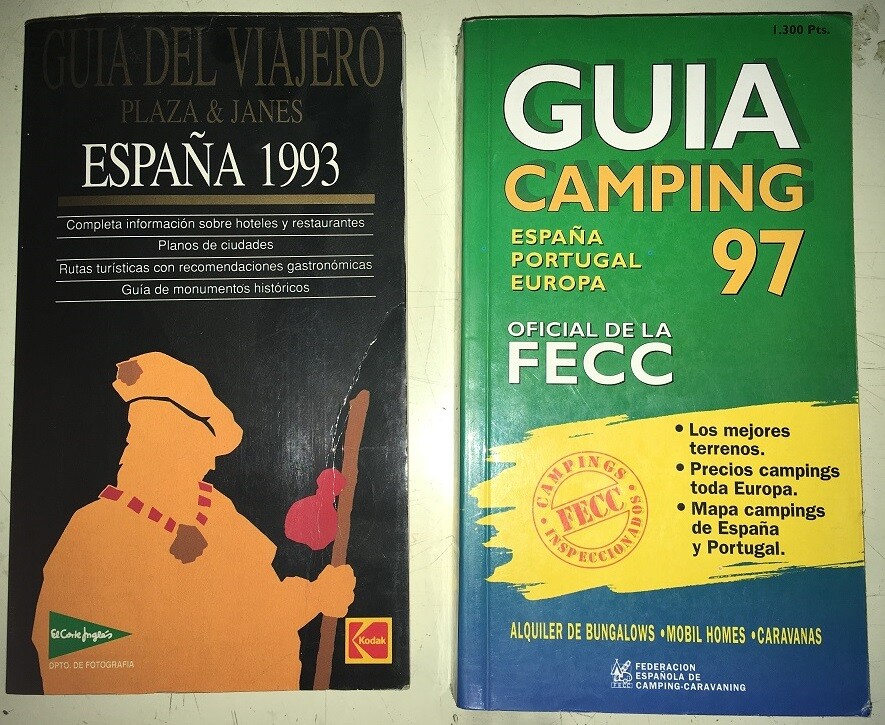 GUIA DEL VIAJERO
PLAZA & JANES
ESPAÑA 1993
Completa información sobre hoteles y restaurantes
Planos de ciudades
Rutas turísticas con recomendaciones gastronómicas
Guía de monumentos históricos
El Corte Inglés
DPTO. DE FOTOGRAFIA
Kodak
1.300 Pts.
GUIA
CAMPING
ESPAÑA
PORTUGAL
EUROPA
97
OFICIAL DE LA
FECC
• Los mejores
terrenos.
• Precios campings
toda Europa.
• Mapa campings
de España
y Portugal.
CAMPINGS
FECC
INSPECCIONADOS
ALQUILER DE BUNGALOWS • MOBIL HOMES • CARAVANAS
FECC
FEDERACION
ESPAÑOLA DE
CAMPING-CARAVANING